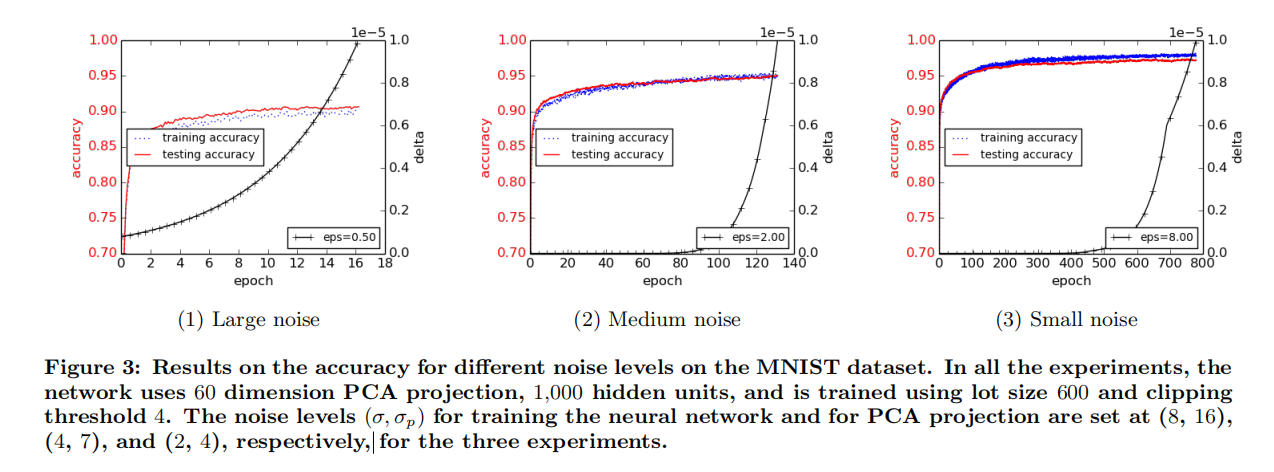 1e−5
1e−5
1e−5
1.00
0.95
0.90
0.85
0.80
0.75
0.70
accuracy
training accuracy
testing accuracy
eps=0.50
1.0
0.8
0.6
0.4
0.2
0.0
delta
0 2 4 6 8 10 12 14 16 18
epoch
1.00
0.95
0.90
0.85
0.80
0.75
0.70
accuracy
training accuracy
testing accuracy
eps=2.00
1.0
0.8
0.6
0.4
0.2
0.0
delta
0 20 40 60 80 100 120 140
epoch
1.00
0.95
0.90
0.85
0.80
0.75
0.70
accuracy
training accuracy
testing accuracy
eps=8.00
1.0
0.8
0.6
0.4
0.2
0.0
delta
0 100 200 300 400 500 600 700 800
epoch
(1) Large noise
(2) Medium noise
(3) Small noise
Figure 3: Results on the accuracy for different noise levels on the MNIST dataset. In all the experiments, the
network uses 60 dimension PCA projection, 1,000 hidden units, and is trained using lot size 600 and clipping
threshold 4. The noise levels (σ, σₚ) for training the neural network and for PCA projection are set at (8, 16),
(4, 7), and (2, 4), respectively, for the three experiments.